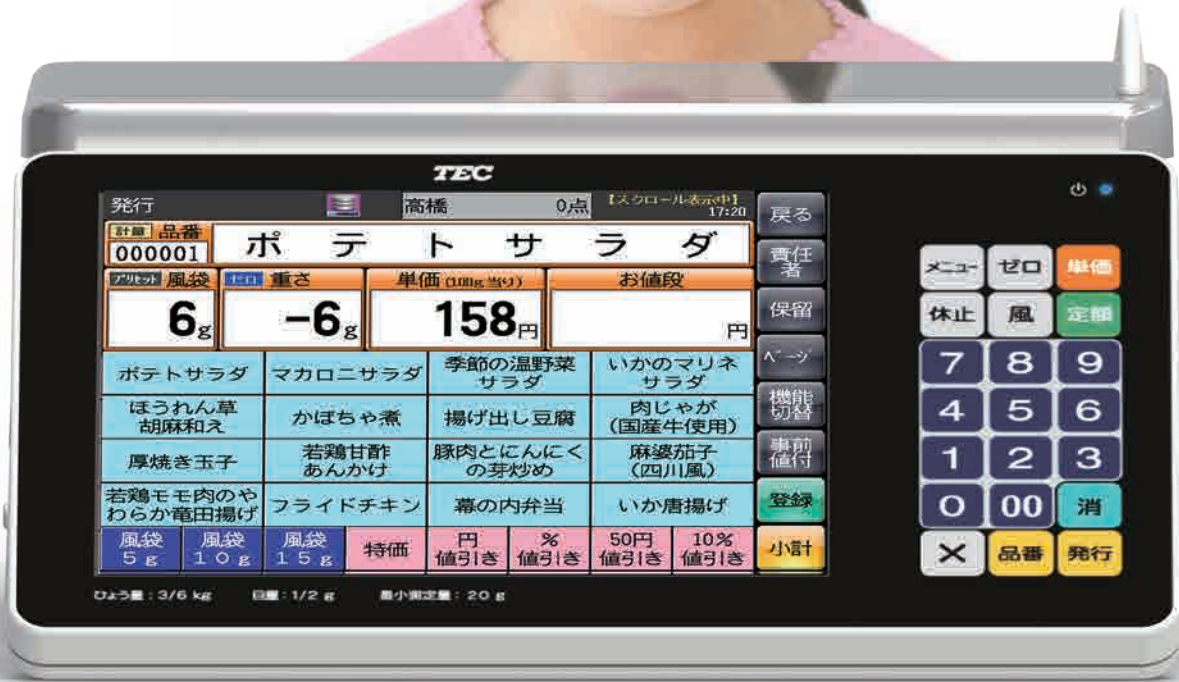 TEC
発行 高橋 0点 【スクロール表示中】
17:20
計量 品番
000001 ポテトサラダ
プリセット 風袋 ゼロ 重さ 単価(100g当り) お値段
6g -6g 158円 円
ポテトサラダ マカロニサラダ 季節の温野菜サラダ いかのマリネサラダ
ほうれん草胡麻和え かぼちゃ煮 揚げ出し豆腐 肉じゃが(国産牛使用)
厚焼き玉子 若鶏甘酢あんかけ 豚肉とにんにくの芽炒め 麻婆茄子(四川風)
若鶏モモ肉のやわらか竜田揚げ フライドチキン 幕の内弁当 いか唐揚げ
風袋5g 風袋10g 風袋15g 特価 円値引き %値引き 50円値引き 10%値引き
戻る
責任者
保留
ページ
機能切替
事前値付
登録
小計
メニュー ゼロ 単価
休止 風 定額
7 8 9
4 5 6
1 2 3
0 00 消
× 品番 発行
ひょう量:3/6 kg 目量:1/2 g 最小測定量:20 g